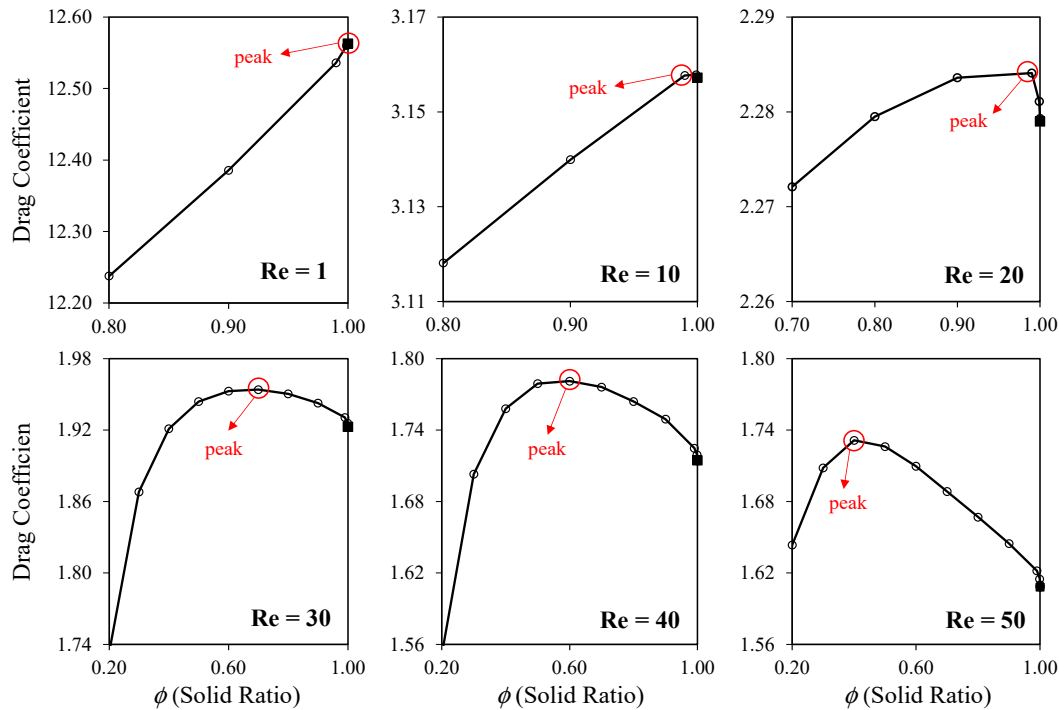 12.60
12.50
12.40
12.30
12.20
0.80
0.90
1.00
Drag Coefficient
peak
Re = 1
3.17
3.15
3.13
3.11
0.80
0.90
1.00
peak
Re = 10
2.29
2.28
2.27
2.26
0.70
0.80
0.90
1.00
peak
Re = 20
1.98
1.92
1.86
1.80
1.74
0.20
0.60
1.00
Drag Coefficien
peak
Re = 30
ϕ (Solid Ratio)
1.80
1.74
1.68
1.62
1.56
0.20
0.60
1.00
peak
Re = 40
ϕ (Solid Ratio)
1.80
1.74
1.68
1.62
1.56
0.20
0.60
1.00
peak
Re = 50
ϕ (Solid Ratio)